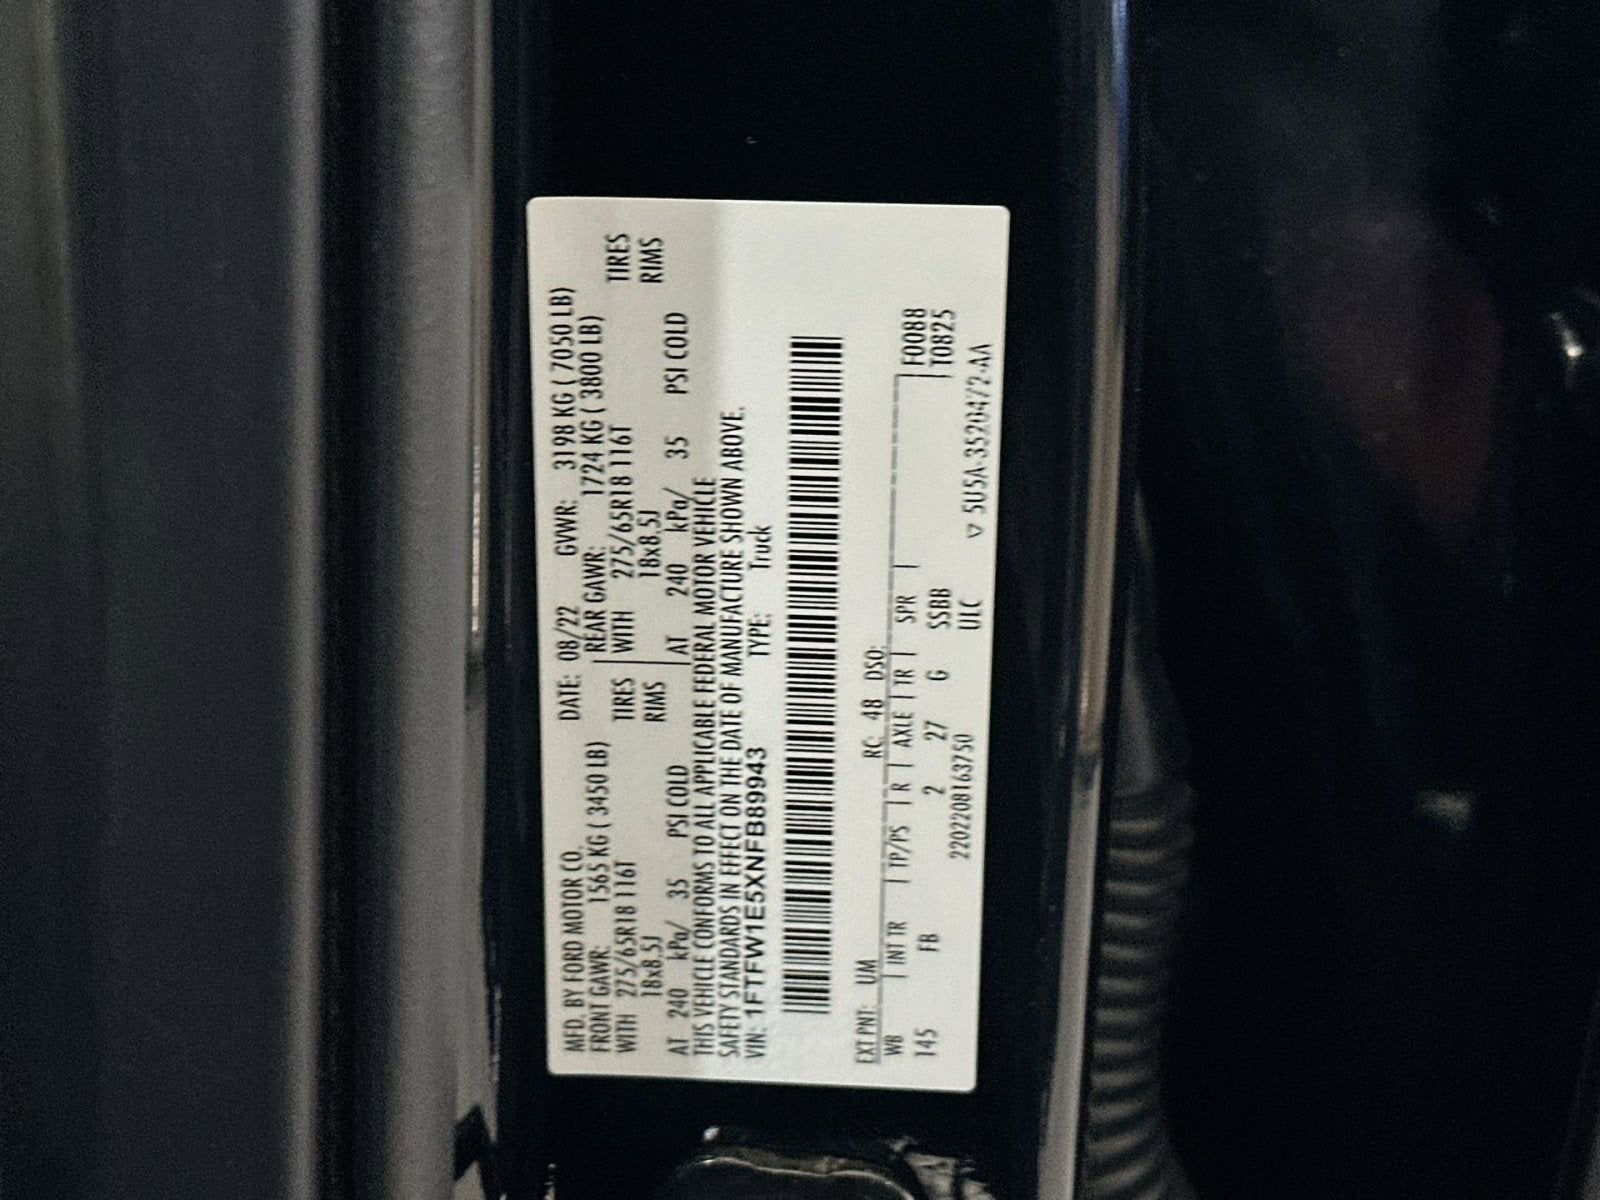 MFD. BY FORD MOTOR CO. DATE: 08/22 GVWR: 3198 KG ( 7050 LB)
FRONT GAWR: 1565 KG ( 3450 LB) REAR GAWR: 1724 KG ( 3800 LB)
WITH 275/65R18 116T TIRES WITH 275/65R18 116T TIRES
18x8.5J RIMS 18x8.5J RIMS
AT 240 kPa/ 35 PSI COLD AT 240 kPa/ 35 PSI COLD
THIS VEHICLE CONFORMS TO ALL APPLICABLE FEDERAL MOTOR VEHICLE
SAFETY STANDARDS IN EFFECT ON THE DATE OF MANUFACTURE SHOWN ABOVE.
VIN: 1FTFW1E5XNFB89943 TYPE: Truck
EXT PNT: UM RC: 48 DSO:
WB | INT TR | TP/PS | R | AXLE | TR | SPR | F0088
145 FB 2 27 G SSBB T0825
2202208163750 ULC ▽ 5U5A-3520472-AA